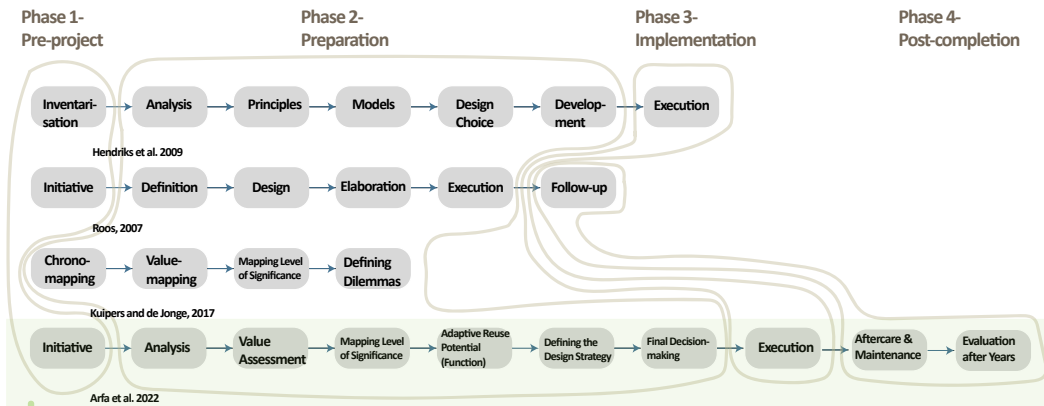 Phase 1-
Pre-project
Phase 2-
Preparation
Phase 3-
Implementation
Phase 4-
Post-completion
Inventari-
sation
Analysis
Principles
Models
Design
Choice
Develop-
ment
Execution
Hendriks et al. 2009
Initiative
Definition
Design
Elaboration
Execution
Follow-up
Roos, 2007
Chrono-
mapping
Value-
mapping
Mapping Level
of Significance
Defining
Dilemmas
Kuipers and de Jonge, 2017
Initiative
Analysis
Value
Assessment
Mapping Level
of Significance
Adaptive Reuse
Potential
(Function)
Defining the
Design Strategy
Final Decision-
making
Execution
Aftercare &
Maintenance
Evaluation
after Years
Arfa et al. 2022